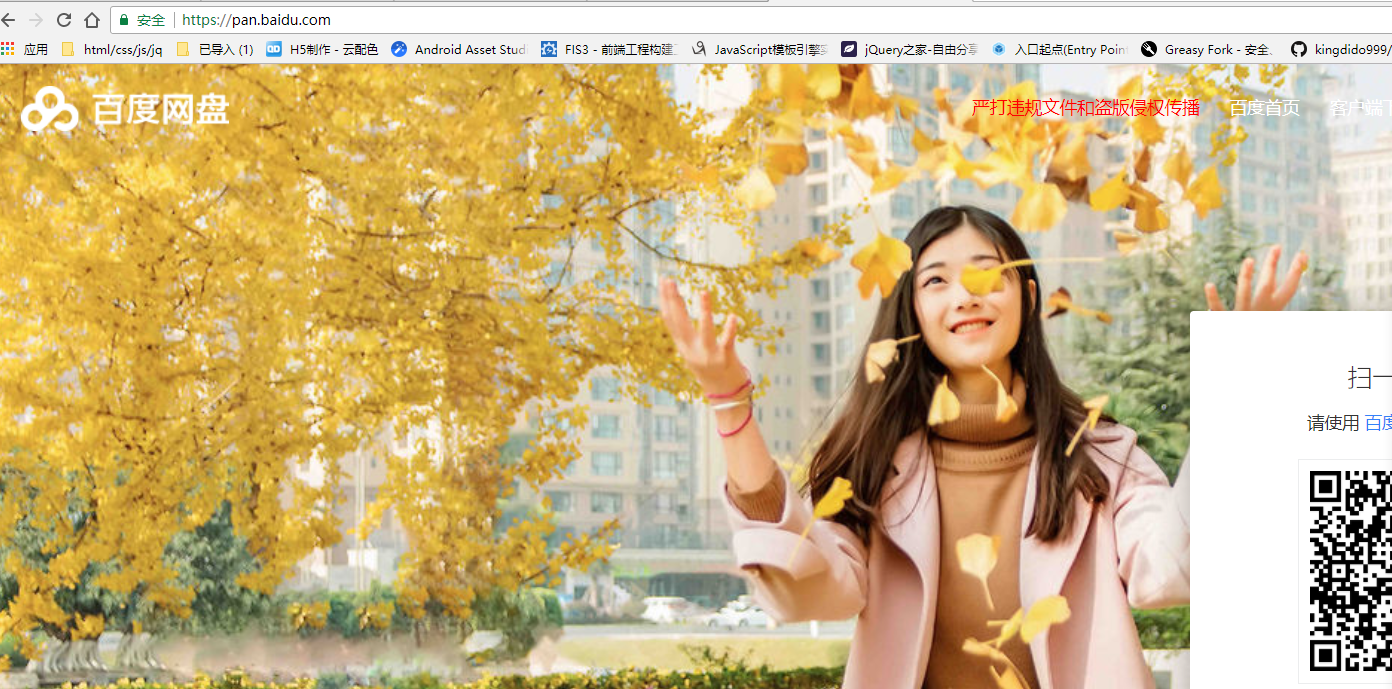 安全 https://pan.baidu.com
应用 html/css/js/jq 已导入 (1) H5制作 - 云配色 Android Asset Studi FIS3 - 前端工程构建 JavaScript模板引擎 jQuery之家-自由分享 入口起点(Entry Point Greasy Fork - 安全、 kingdido999/
百度网盘 严打违规文件和盗版侵权传播 百度首页 客户端
扫一
请使用 百度